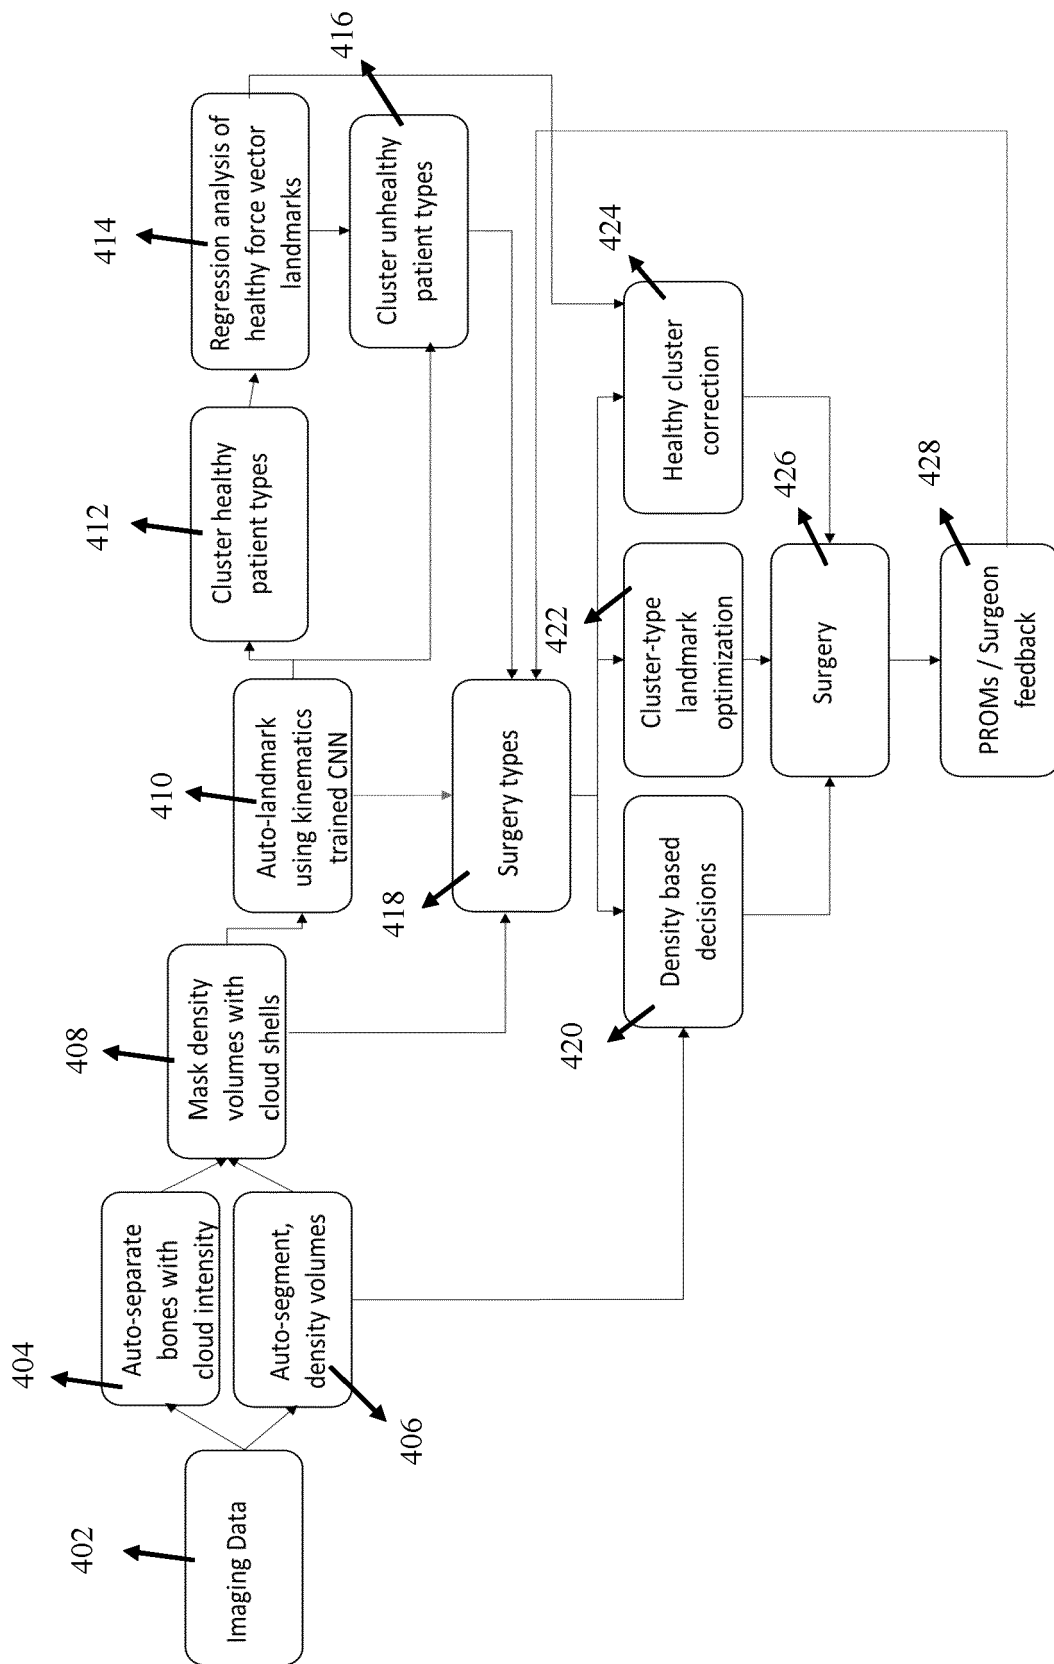 402
Imaging Data
404
Auto-separate
bones with
cloud intensity
Auto-segment,
density volumes
406
408
Mask density
volumes with
cloud shells
410
Auto-landmark
using kinematics
trained CNN
412
Cluster healthy
patient types
414
Regression analysis of
healthy force vector
landmarks
416
Cluster unhealthy
patient types
418
Surgery types
420
Density based
decisions
422
Cluster-type
landmark
optimization
424
Healthy cluster
correction
426
Surgery
428
PROMs / Surgeon
feedback